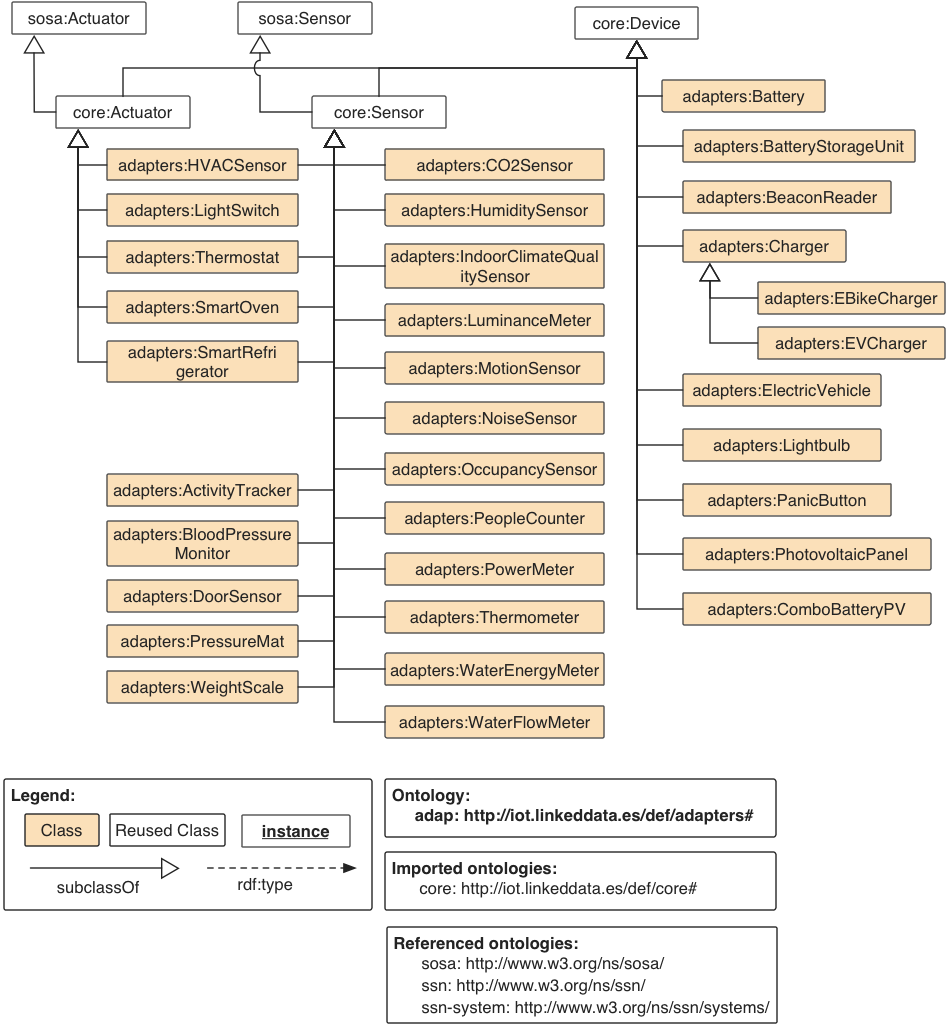 sosa:Actuator
sosa:Sensor
core:Device
core:Actuator
core:Sensor
adapters:HVACSensor
adapters:LightSwitch
adapters:Thermostat
adapters:SmartOven
adapters:SmartRefri
gerator
adapters:ActivityTracker
adapters:BloodPressure
Monitor
adapters:DoorSensor
adapters:PressureMat
adapters:WeightScale
adapters:CO2Sensor
adapters:HumiditySensor
adapters:IndoorClimateQual
itySensor
adapters:LuminanceMeter
adapters:MotionSensor
adapters:NoiseSensor
adapters:OccupancySensor
adapters:PeopleCounter
adapters:PowerMeter
adapters:Thermometer
adapters:WaterEnergyMeter
adapters:WaterFlowMeter
adapters:Battery
adapters:BatteryStorageUnit
adapters:BeaconReader
adapters:Charger
adapters:EBikeCharger
adapters:EVCharger
adapters:ElectricVehicle
adapters:Lightbulb
adapters:PanicButton
adapters:PhotovoltaicPanel
adapters:ComboBatteryPV
Legend:
Class
Reused Class
instance
subclassOf
rdf:type
Ontology:
adap: http://iot.linkeddata.es/def/adapters#
Imported ontologies:
core: http://iot.linkeddata.es/def/core#
Referenced ontologies:
sosa: http://www.w3.org/ns/sosa/
ssn: http://www.w3.org/ns/ssn/
ssn-system: http://www.w3.org/ns/ssn/systems/